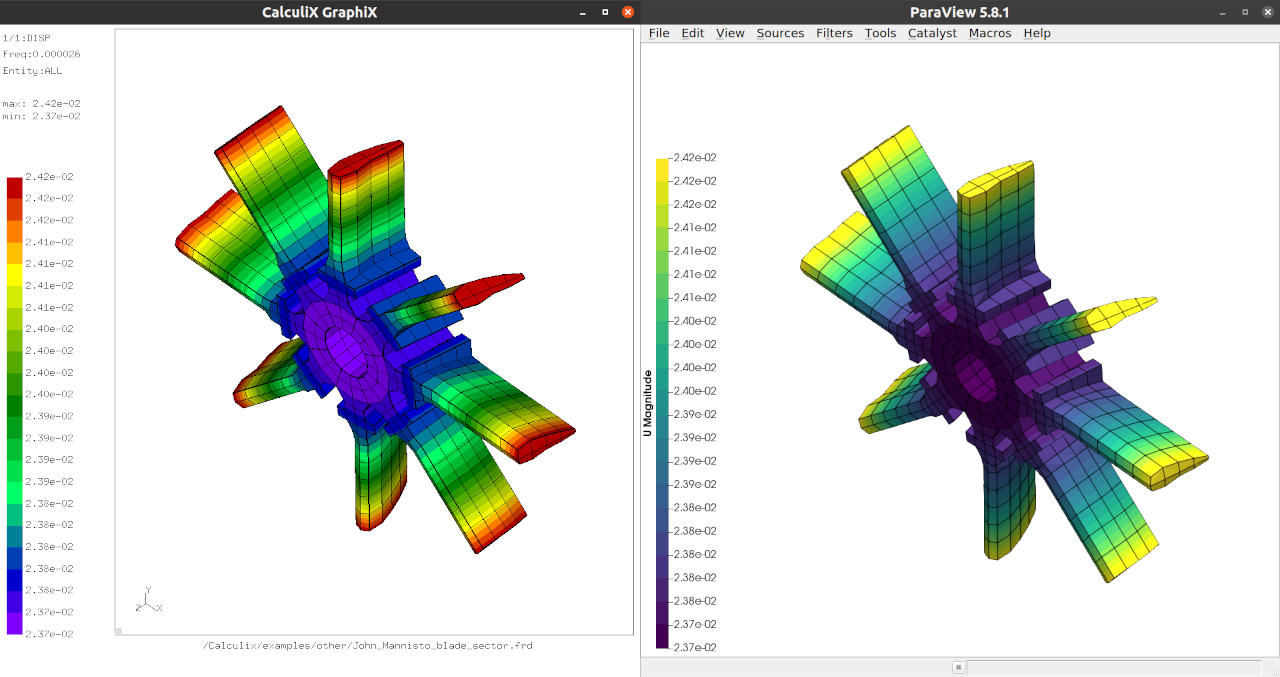 CalculiX GraphiX
1/1:DISP
Freq:0.000026
Entity:ALL
max: 2.42e-02
min: 2.37e-02
2.42e-02
2.42e-02
2.42e-02
2.41e-02
2.41e-02
2.41e-02
2.41e-02
2.40e-02
2.40e-02
2.40e-02
2.40e-02
2.39e-02
2.39e-02
2.39e-02
2.39e-02
2.38e-02
2.38e-02
2.38e-02
2.38e-02
2.38e-02
2.37e-02
2.37e-02
Y
Z
X
S
/Calculix/examples/other/John_Mannisto_blade_sector.frd
ParaView 5.8.1
File Edit View Sources Filters Tools Catalyst Macros Help
U Magnitude
2.42e-02
2.42e-02
2.42e-02
2.41e-02
2.41e-02
2.41e-02
2.41e-02
2.40e-02
2.40e-02
2.40e-02
2.40e-02
2.39e-02
2.39e-02
2.39e-02
2.39e-02
2.38e-02
2.38e-02
2.38e-02
2.38e-02
2.38e-02
2.37e-02